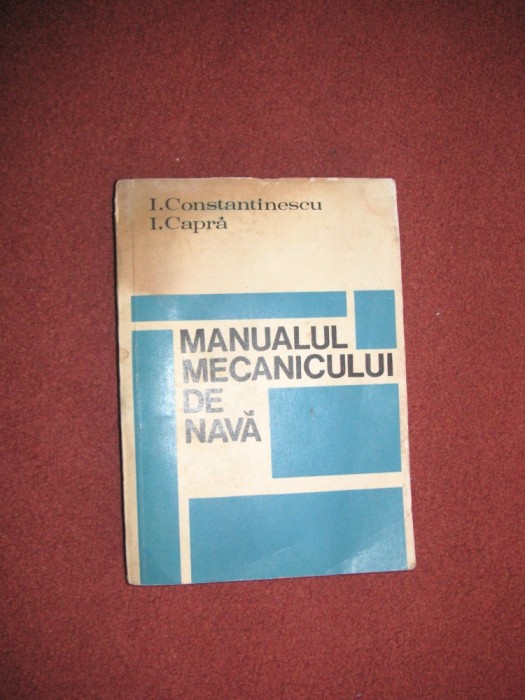 I.Constantinescu
I.Capră
MANUALUL
MECANICULUI
DE
NAVĂ